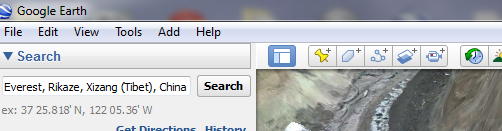 Google Earth
File Edit View Tools Add Help
Search
Everest, Rikaze, Xizang (Tibet), China Search
ex: 37 25.818' N, 122 05.36' W
Get Directions History